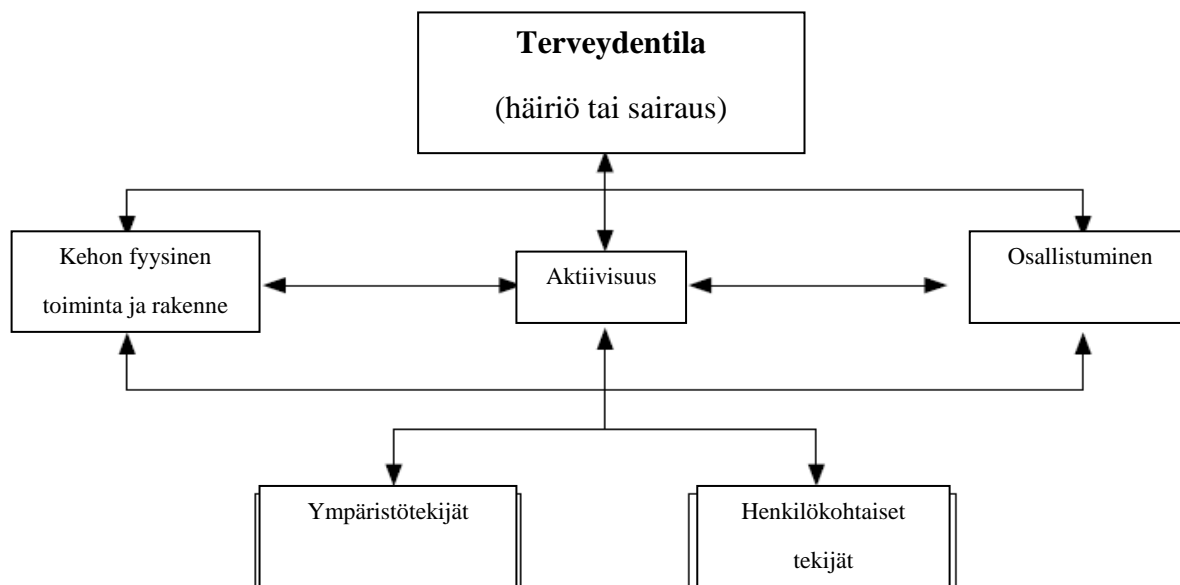 Terveydentila
(häiriö tai sairaus)
Kehon fyysinen
toiminta ja rakenne
Aktiivisuus
Osallistuminen
Ympäristötekijät
Henkilökohtaiset
tekijät